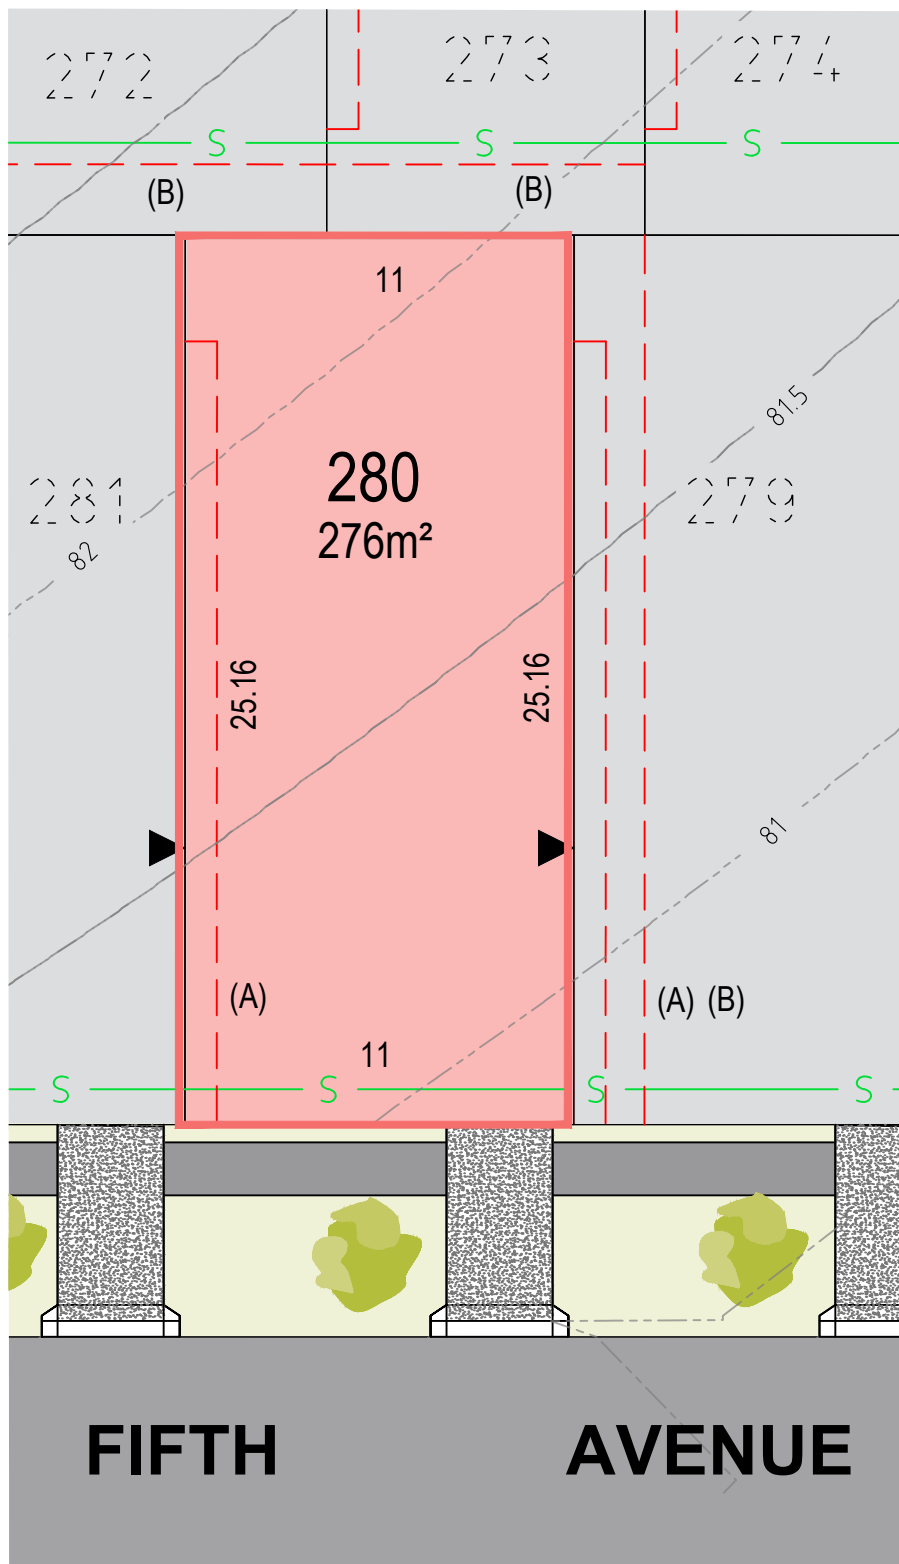 272 273 274
S S S
(B) (B)
11
81.5
280
281 279
276m²
82
25.16 25.16
81
(A) (A) (B)
11
S S S S
FIFTH AVENUE